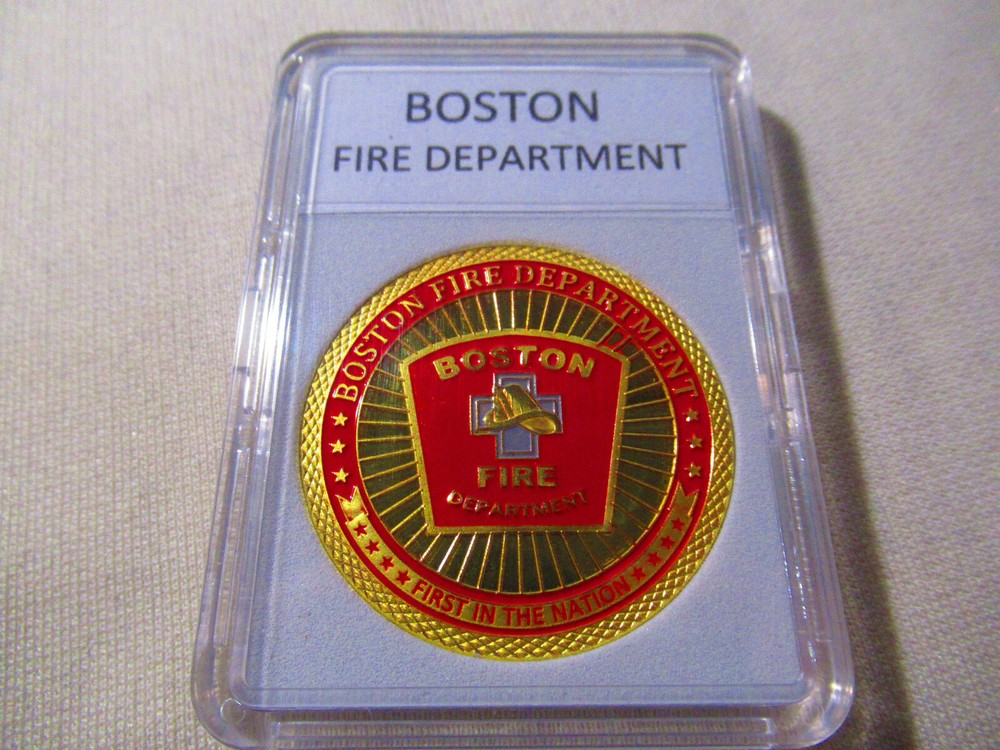 BOSTON
FIRE DEPARTMENT
BOSTON FIRE DEPARTMENT
BOSTON
FIRE
DEPARTMENT
FIRST IN THE NATION